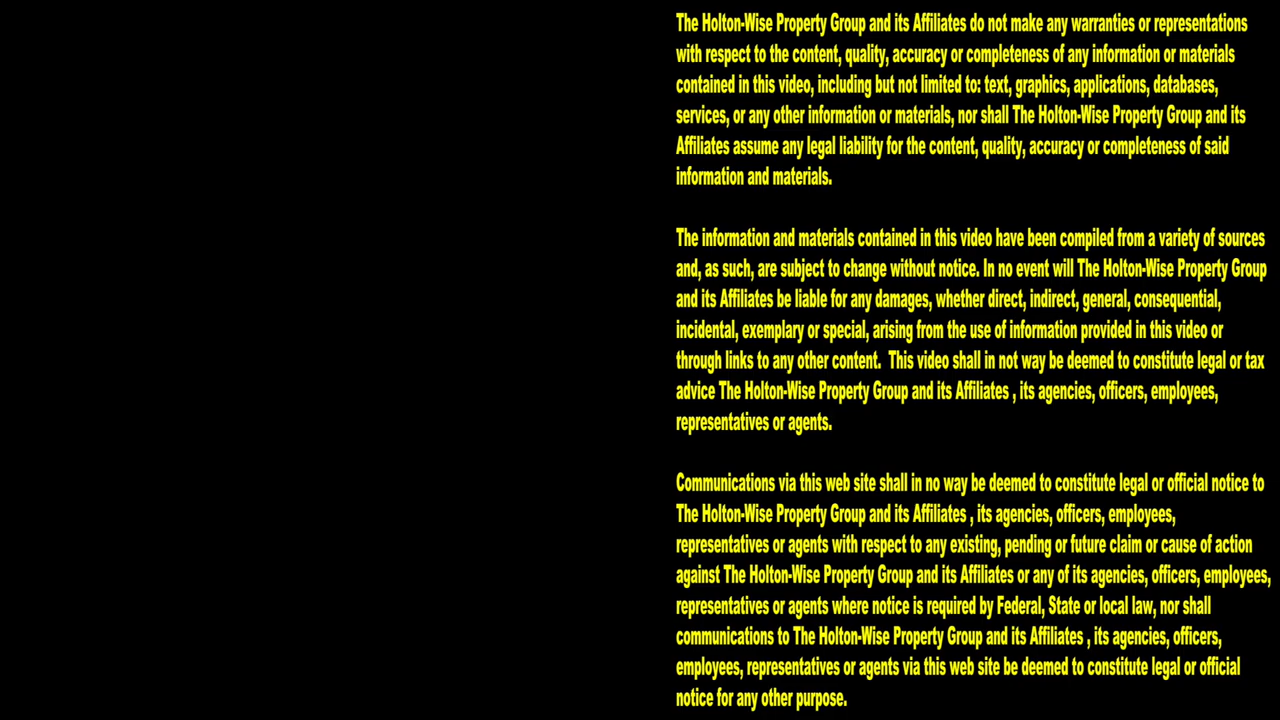 The Holton-Wise Property Group and its Affiliates do not make any warranties or representations
with respect to the content, quality, accuracy or completeness of any information or materials
contained in this video, including but not limited to: text, graphics, applications, databases,
services, or any other information or materials, nor shall The Holton-Wise Property Group and its
Affiliates assume any legal liability for the content, quality, accuracy or completeness of said
information and materials.

The information and materials contained in this video have been compiled from a variety of sources
and, as such, are subject to change without notice. In no event will The Holton-Wise Property Group
and its Affiliates be liable for any damages, whether direct, indirect, general, consequential,
incidental, exemplary or special, arising from the use of information provided in this video or
through links to any other content.  This video shall in not way be deemed to constitute legal or tax
advice The Holton-Wise Property Group and its Affiliates , its agencies, officers, employees,
representatives or agents.

Communications via this web site shall in no way be deemed to constitute legal or official notice to
The Holton-Wise Property Group and its Affiliates , its agencies, officers, employees,
representatives or agents with respect to any existing, pending or future claim or cause of action
against The Holton-Wise Property Group and its Affiliates or any of its agencies, officers, employees,
representatives or agents where notice is required by Federal, State or local law, nor shall
communications to The Holton-Wise Property Group and its Affiliates , its agencies, officers,
employees, representatives or agents via this web site be deemed to constitute legal or official
notice for any other purpose.